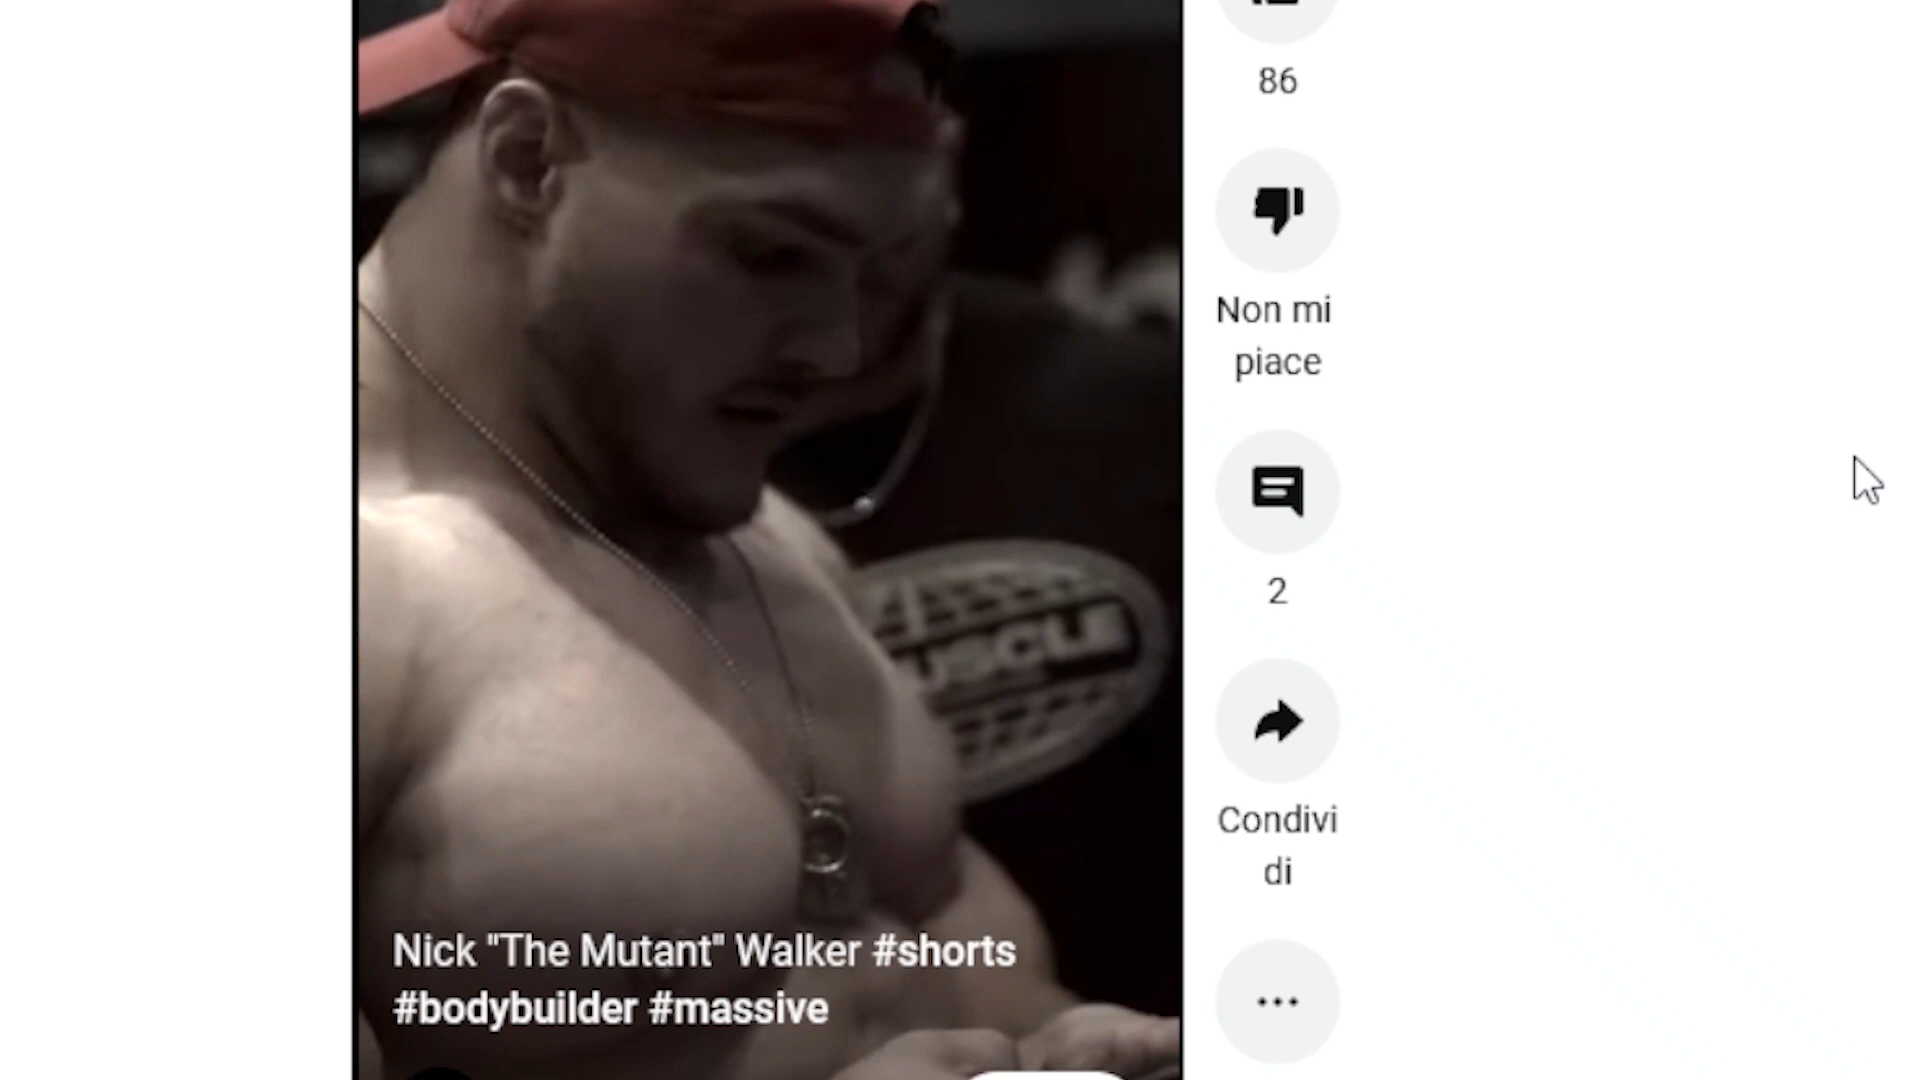 86
Non mi
piace
2
Condivi
di
Nick "The Mutant" Walker #shorts
#bodybuilder #massive